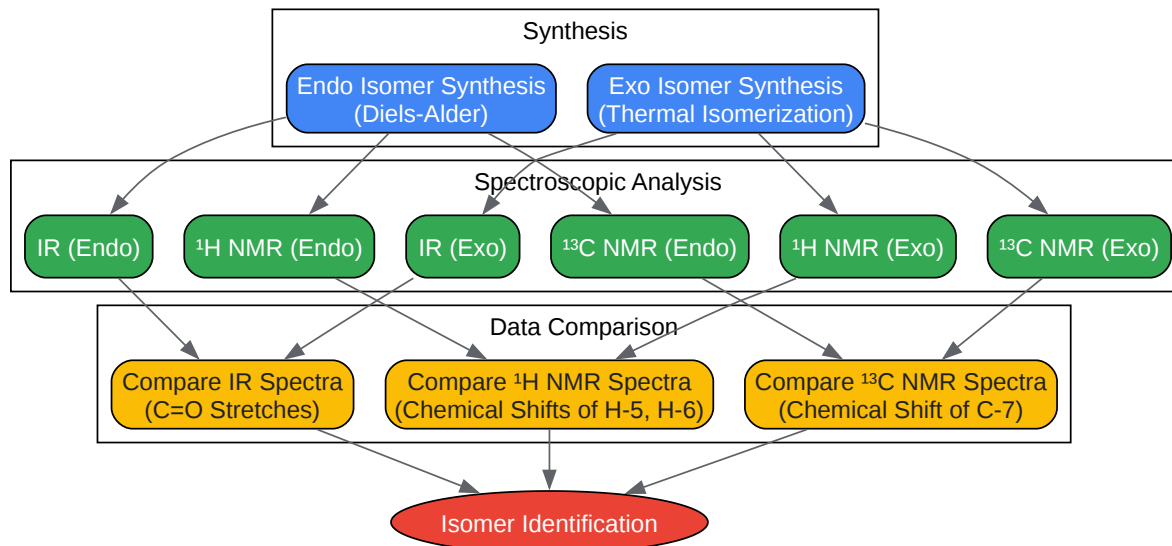 Synthesis
Endo Isomer Synthesis
(Diels-Alder)
Exo Isomer Synthesis
(Thermal Isomerization)
Spectroscopic Analysis
IR (Endo)
¹H NMR (Endo)
IR (Exo)
¹³C NMR (Endo)
¹H NMR (Exo)
¹³C NMR (Exo)
Data Comparison
Compare IR Spectra
(C=O Stretches)
Compare ¹H NMR Spectra
(Chemical Shifts of H-5, H-6)
Compare ¹³C NMR Spectra
(Chemical Shift of C-7)
Isomer Identification